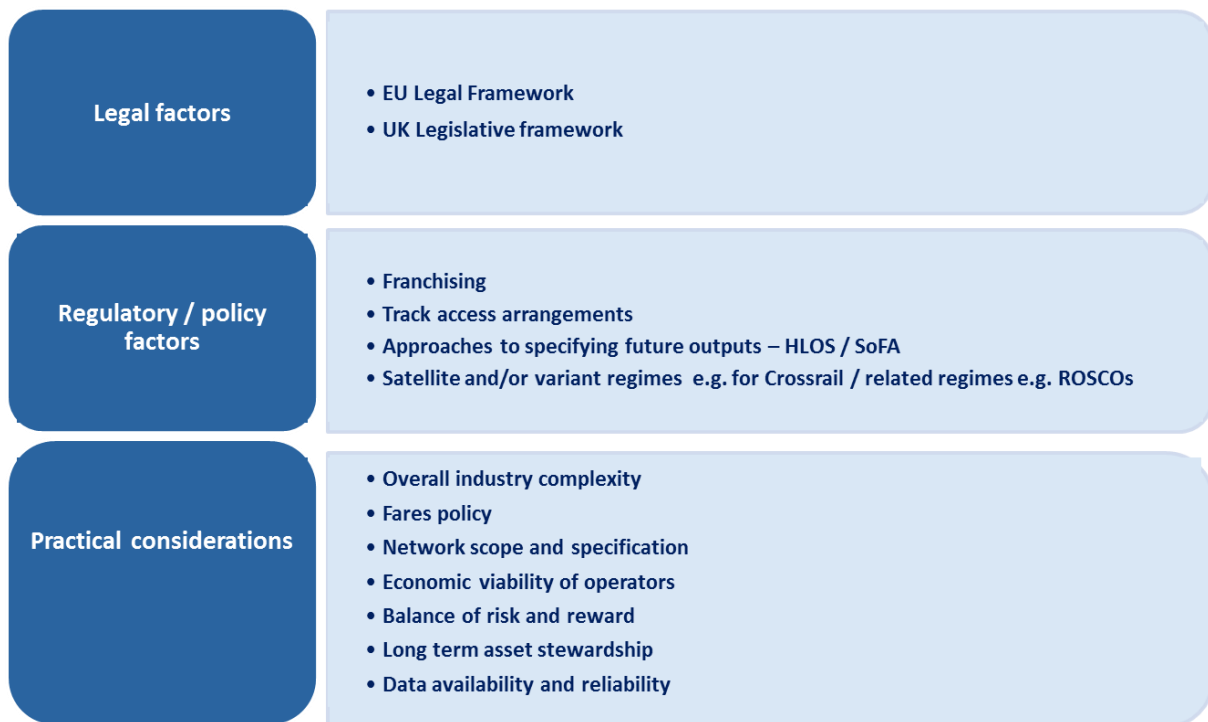 Legal factors
• EU Legal Framework
• UK Legislative framework
Regulatory / policy
factors
• Franchising
• Track access arrangements
• Approaches to specifying future outputs – HLOS / SoFA
• Satellite and/or variant regimes e.g. for Crossrail / related regimes e.g. ROSCOs
Practical considerations
• Overall industry complexity
• Fares policy
• Network scope and specification
• Economic viability of operators
• Balance of risk and reward
• Long term asset stewardship
• Data availability and reliability